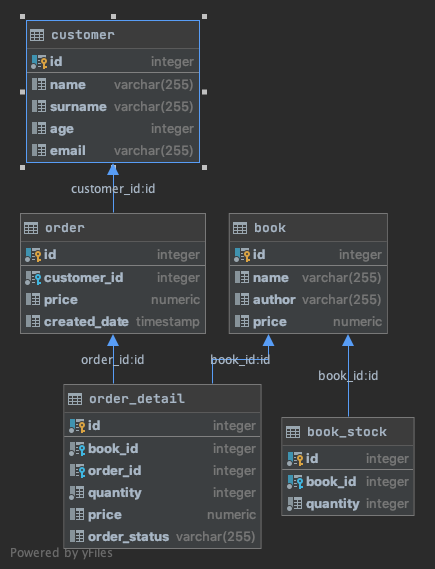 customer
id integer
name varchar(255)
surname varchar(255)
age integer
email varchar(255)
customer_id:id
order
id integer
customer_id integer
price numeric
created_date timestamp
book
id integer
name varchar(255)
author varchar(255)
price numeric
order_id:id
book_id:id
book_id:id
order_detail
id integer
book_id integer
order_id integer
quantity integer
price numeric
order_status varchar(255)
book_stock
id integer
book_id integer
quantity integer
Powered by yFiles